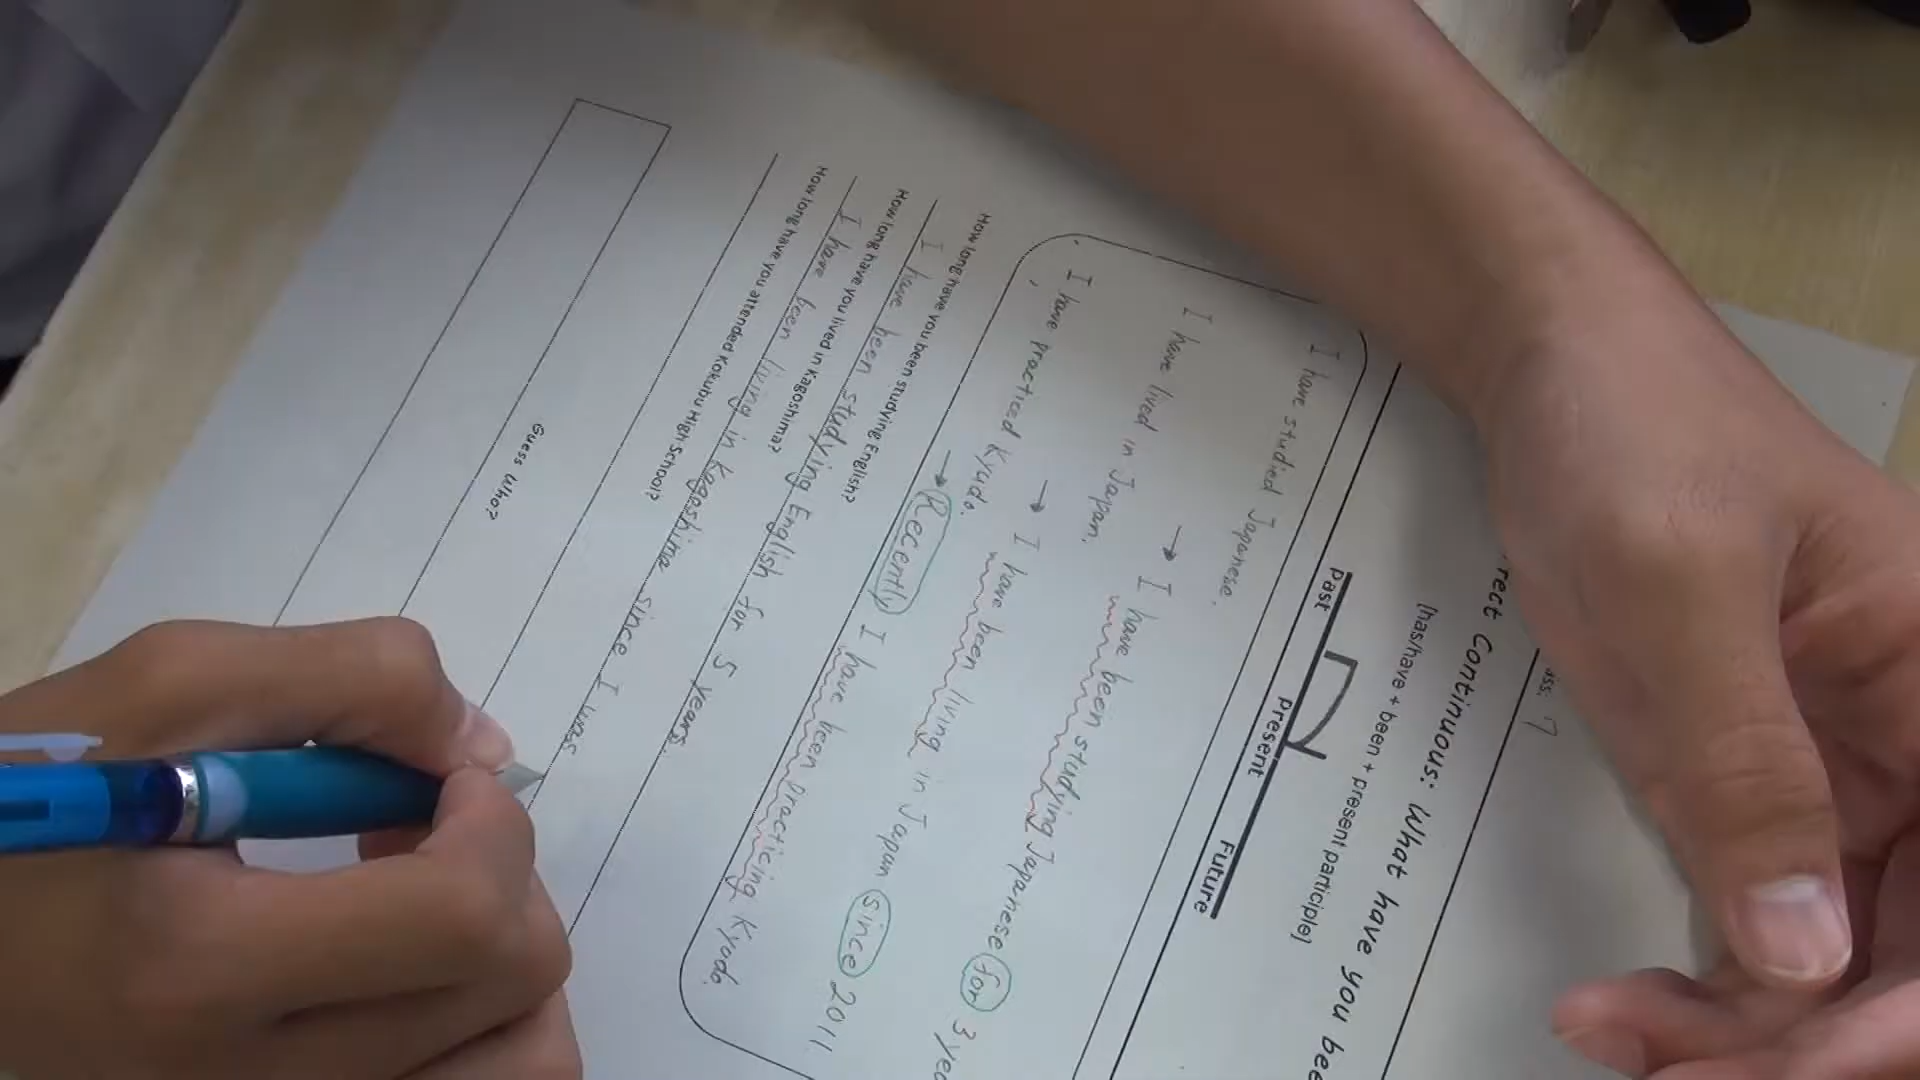 7
rect Continuous: What have you bee
[has/have + been + present participle]
Past
Present
Future
I have studied Japanese.
→ I have been studying Japanese for 3 yea
I have lived in Japan.
→ I have been living in Japan since 2011.
I have practiced Kyudo.
→ Recently I have been practicing Kyudo.
How long have you been studying English?
I have been studying English for 5 years.
How long have you lived in Kagoshima?
I have been living in Kagoshima since I was
How long have you attended Kokubu High School?
Guess Who?